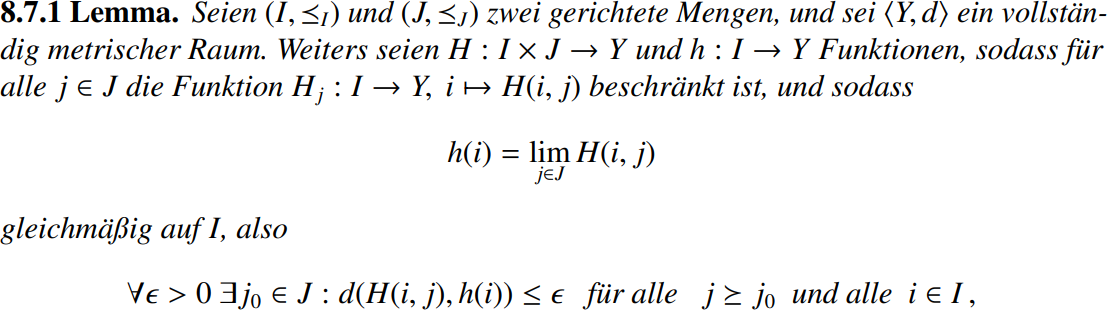 8.7.1 Lemma. Seien (I, ⪯_I) und (J, ⪯_J) zwei gerichtete Mengen, und sei ⟨Y, d⟩ ein vollstän-
dig metrischer Raum. Weiters seien H : I × J → Y und h : I → Y Funktionen, sodass für
alle j ∈ J die Funktion H_j : I → Y, i ↦ H(i, j) beschränkt ist, und sodass
h(i) = lim_{j∈J} H(i, j)
gleichmäßig auf I, also
∀ϵ > 0 ∃j_0 ∈ J : d(H(i, j), h(i)) ≤ ϵ für alle j ⪰ j_0 und alle i ∈ I ,